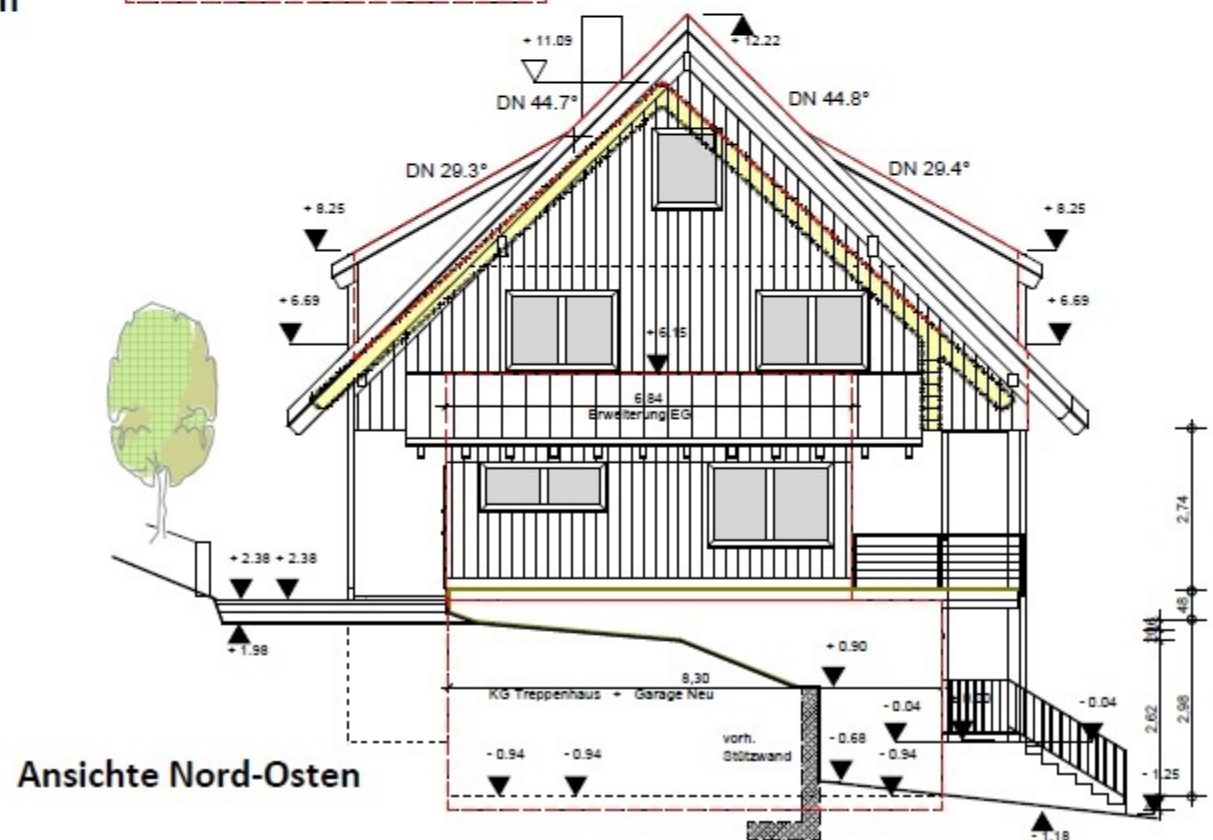 + 11.09
+ 12.22
DN 44.7°
DN 44.8°
DN 29.3°
DN 29.4°
+ 8.25
+ 8.25
+ 6.69
+ 6.69
+ 6.15
6,84
Erweiterung EG
2,74
+ 2.38 + 2.38
48
+ 1.98
+ 0.90
8,30
KG Treppenhaus + Garage Neu
- 0.04
- 0.04
2,62
2,98
vorh.
Stützwand
- 0.68
- 0.94
- 0.94
- 0.94
- 1.25
- 1.18
Ansichte Nord-Osten